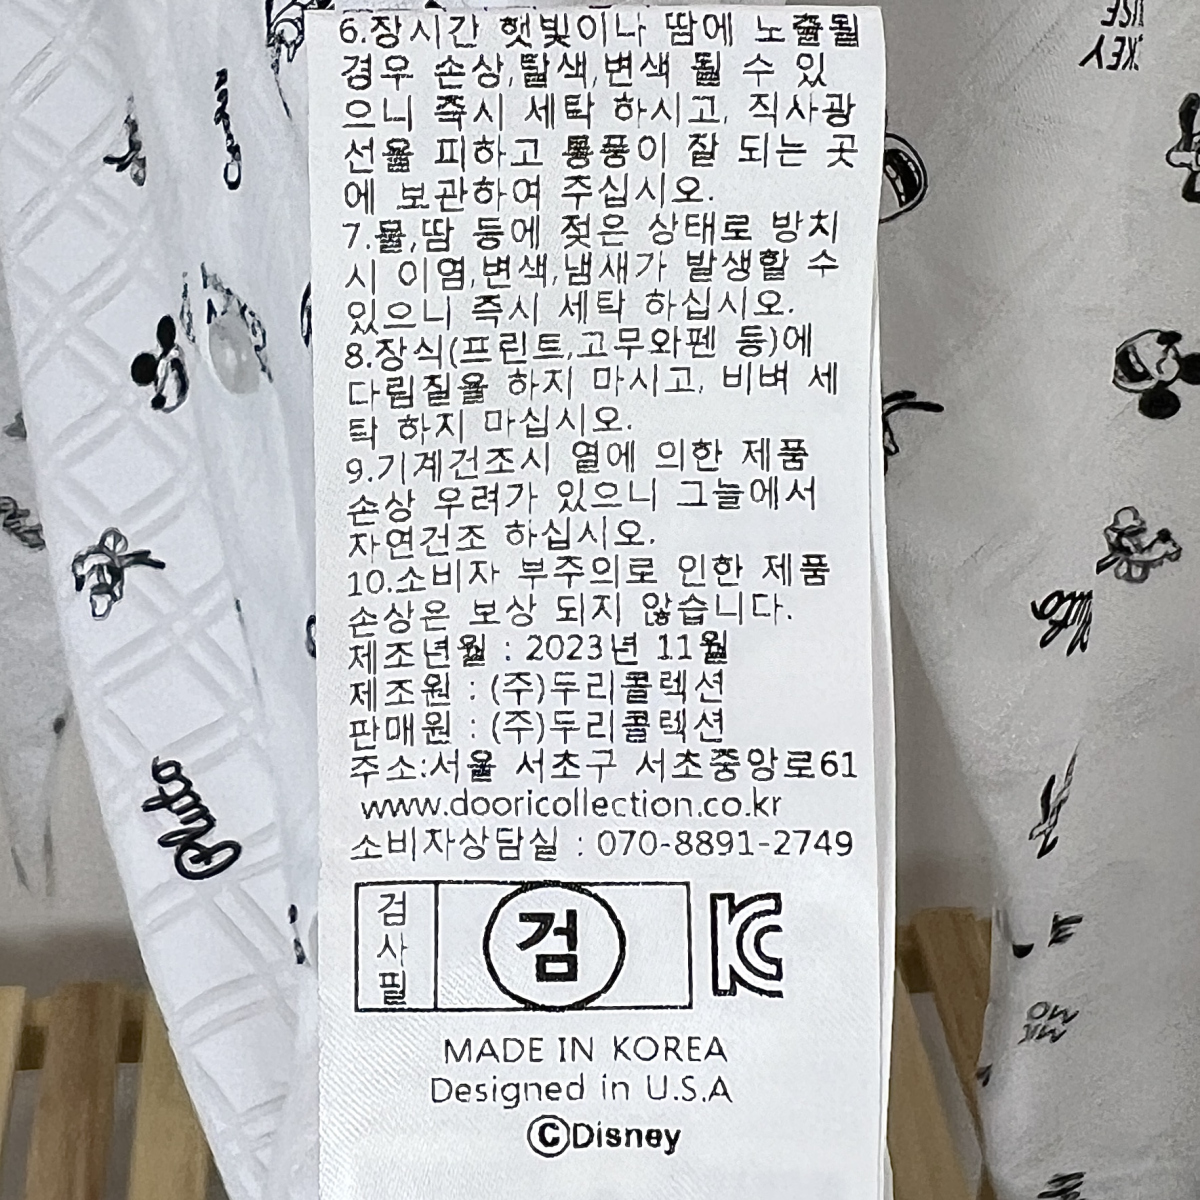 6.장시간 햇빛이나 땀에 노출될
경우 손상,탈색,변색 될 수 있
으니 즉시 세탁 하시고, 직사광
선을 피하고 통풍이 잘 되는 곳
에 보관하여 주십시오.
7.물,땀 등에 젖은 상태로 방치
시 이염,변색,냄새가 발생할 수
있으니 즉시 세탁 하십시오.
8.장식(프린트,고무와펜 등)에
다림질을 하지 마시고, 비벼 세
탁 하지 마십시오.
9.기계건조시 열에 의한 제품
손상 우려가 있으니 그늘에서
자연건조 하십시오.
10.소비자 부주의로 인한 제품
손상은 보상 되지 않습니다.
제조년월 : 2023년 11월
제조원 : (주)두리콜렉션
판매원 : (주)두리콜렉션
주소:서울 서초구 서초중앙로61
www.dooricollection.co.kr
소비자상담실 : 070-8891-2749
검사필
검
KC
MADE IN KOREA
Designed in U.S.A
©Disney
Pluto
Pluto